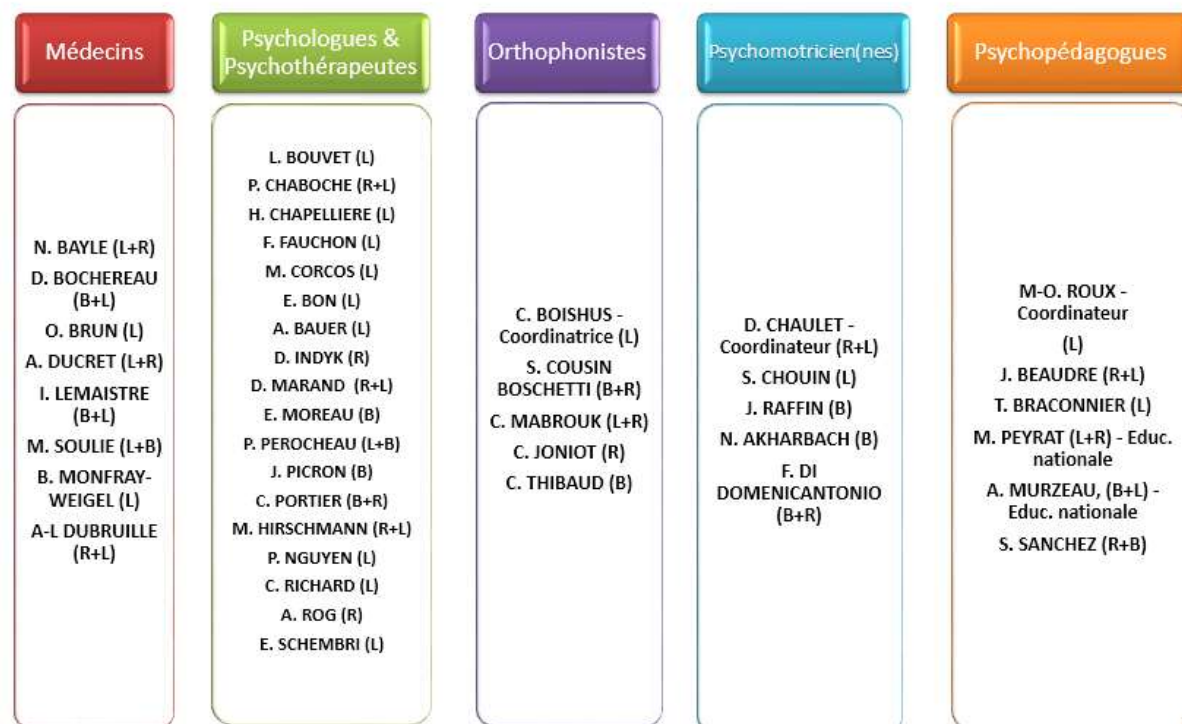 Médecins
N. BAYLE (L+R)
D. BOCHEREAU
(B+L)
O. BRUN (L)
A. DUCRET (L+R)
I. LEMAISTRE
(B+L)
M. SOULIE (L+B)
B. MONFRAY-
WEIGEL (L)
A-L DUBRUILLE
(R+L)
Psychologues &
Psychothérapeutes
L. BOUVET (L)
P. CHABOCHE (R+L)
H. CHAPELLIERE (L)
F. FAUCHON (L)
M. CORCOS (L)
E. BON (L)
A. BAUER (L)
D. INDYK (R)
D. MARAND (R+L)
E. MOREAU (B)
P. PEROCHEAU (L+B)
J. PICRON (B)
C. PORTIER (B+R)
M. HIRSCHMANN (R+L)
P. NGUYEN (L)
C. RICHARD (L)
A. ROG (R)
E. SCHEMBRI (L)
Orthophonistes
C. BOISHUS -
Coordinatrice (L)
S. COUSIN
BOSCHETTI (B+R)
C. MABROUK (L+R)
C. JONIOT (R)
C. THIBAUD (B)
Psychomotricien(nes)
D. CHAULET -
Coordinateur (R+L)
S. CHOUIN (L)
J. RAFFIN (B)
N. AKHARBACH (B)
F. DI
DOMENICANTONIO
(B+R)
Psychopédagogues
M-O. ROUX -
Coordinateur
(L)
J. BEAUDRE (R+L)
T. BRACONNIER (L)
M. PEYRAT (L+R) - Educ.
nationale
A. MURZEAU, (B+L) -
Educ. nationale
S. SANCHEZ (R+B)